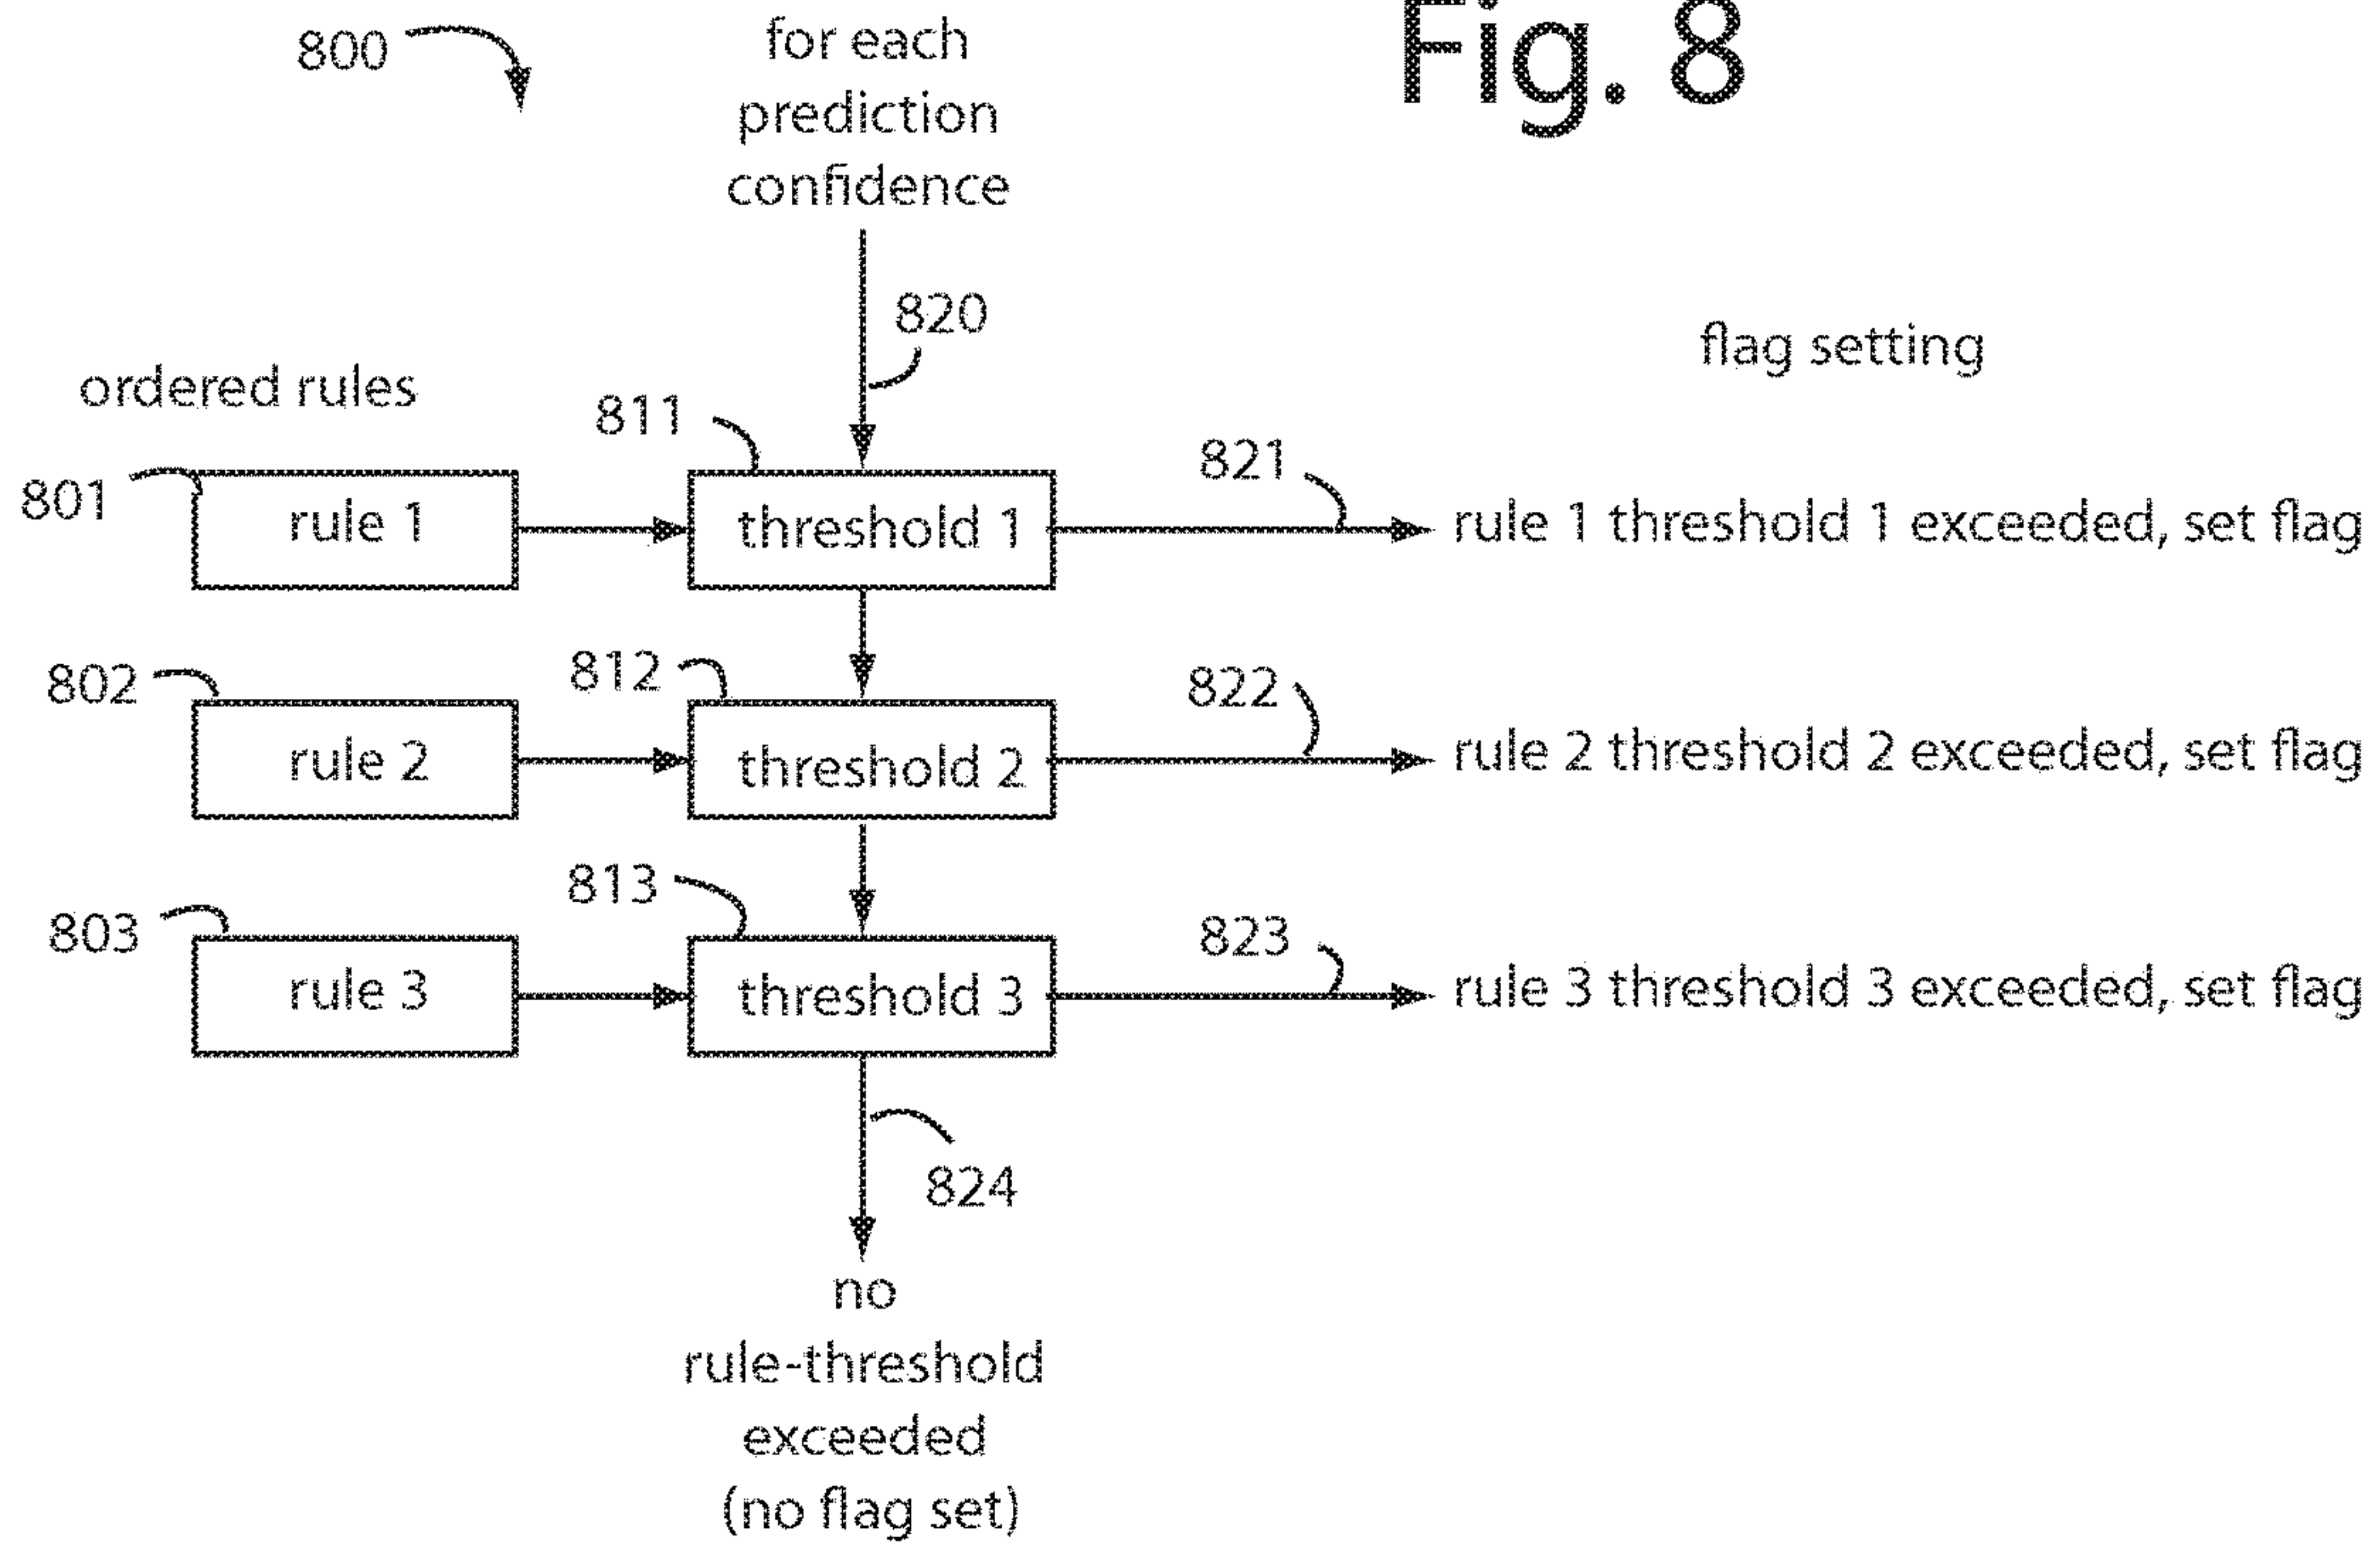 Fig. 8
800
for each
prediction
confidence
820
flag setting
ordered rules
811
821
801
rule 1
threshold 1
rule 1 threshold 1 exceeded, set flag
802
812
822
rule 2
threshold 2
rule 2 threshold 2 exceeded, set flag
803
813
823
rule 3
threshold 3
rule 3 threshold 3 exceeded, set flag
824
no
rule-threshold
exceeded
(no flag set)